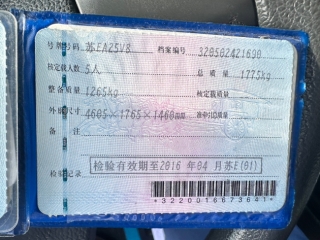 号牌号码 苏EA25V8 档案编号 320502421690
核定载人数 5人 总质量 1775kg
整备质量 1265kg 核定载质量
外廓尺寸 4605×1765×1460mm 准牵引总质量
备注
检验有效期至2016年04月苏E(01)
检验记录
*3220016673641*